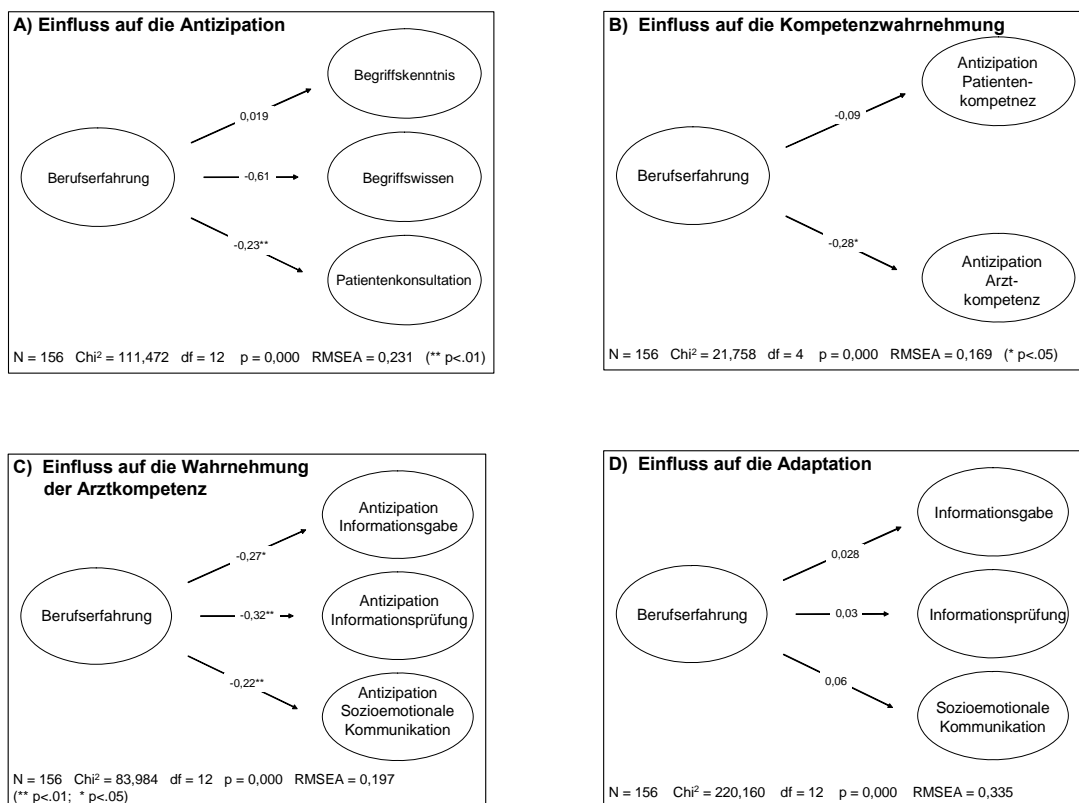 A) Einfluss auf die Antizipation
Begriffskenntnis
0,019
Berufserfahrung
-0,61
Begriffswissen
-0,23**
Patientenkonsultation
N = 156 Chi² = 111,472 df = 12 p = 0,000 RMSEA = 0,231 (** p<.01)
B) Einfluss auf die Kompetenzwahrnehmung
Antizipation
Patienten-
kompetnez
-0,09
Berufserfahrung
-0,28*
Antizipation
Arzt-
kompetenz
N = 156 Chi² = 21,758 df = 4 p = 0,000 RMSEA = 0,169 (* p<.05)
C) Einfluss auf die Wahrnehmung
der Arztkompetenz
Antizipation
Informationsgabe
-0,27*
Berufserfahrung
-0,32**
Antizipation
Informationsprüfung
-0,22**
Antizipation
Sozioemotionale
Kommunikation
N = 156 Chi² = 83,984 df = 12 p = 0,000 RMSEA = 0,197
(** p<.01; * p<.05)
D) Einfluss auf die Adaptation
Informationsgabe
0,028
Berufserfahrung
0,03
Informationsprüfung
0,06
Sozioemotionale
Kommunikation
N = 156 Chi² = 220,160 df = 12 p = 0,000 RMSEA = 0,335